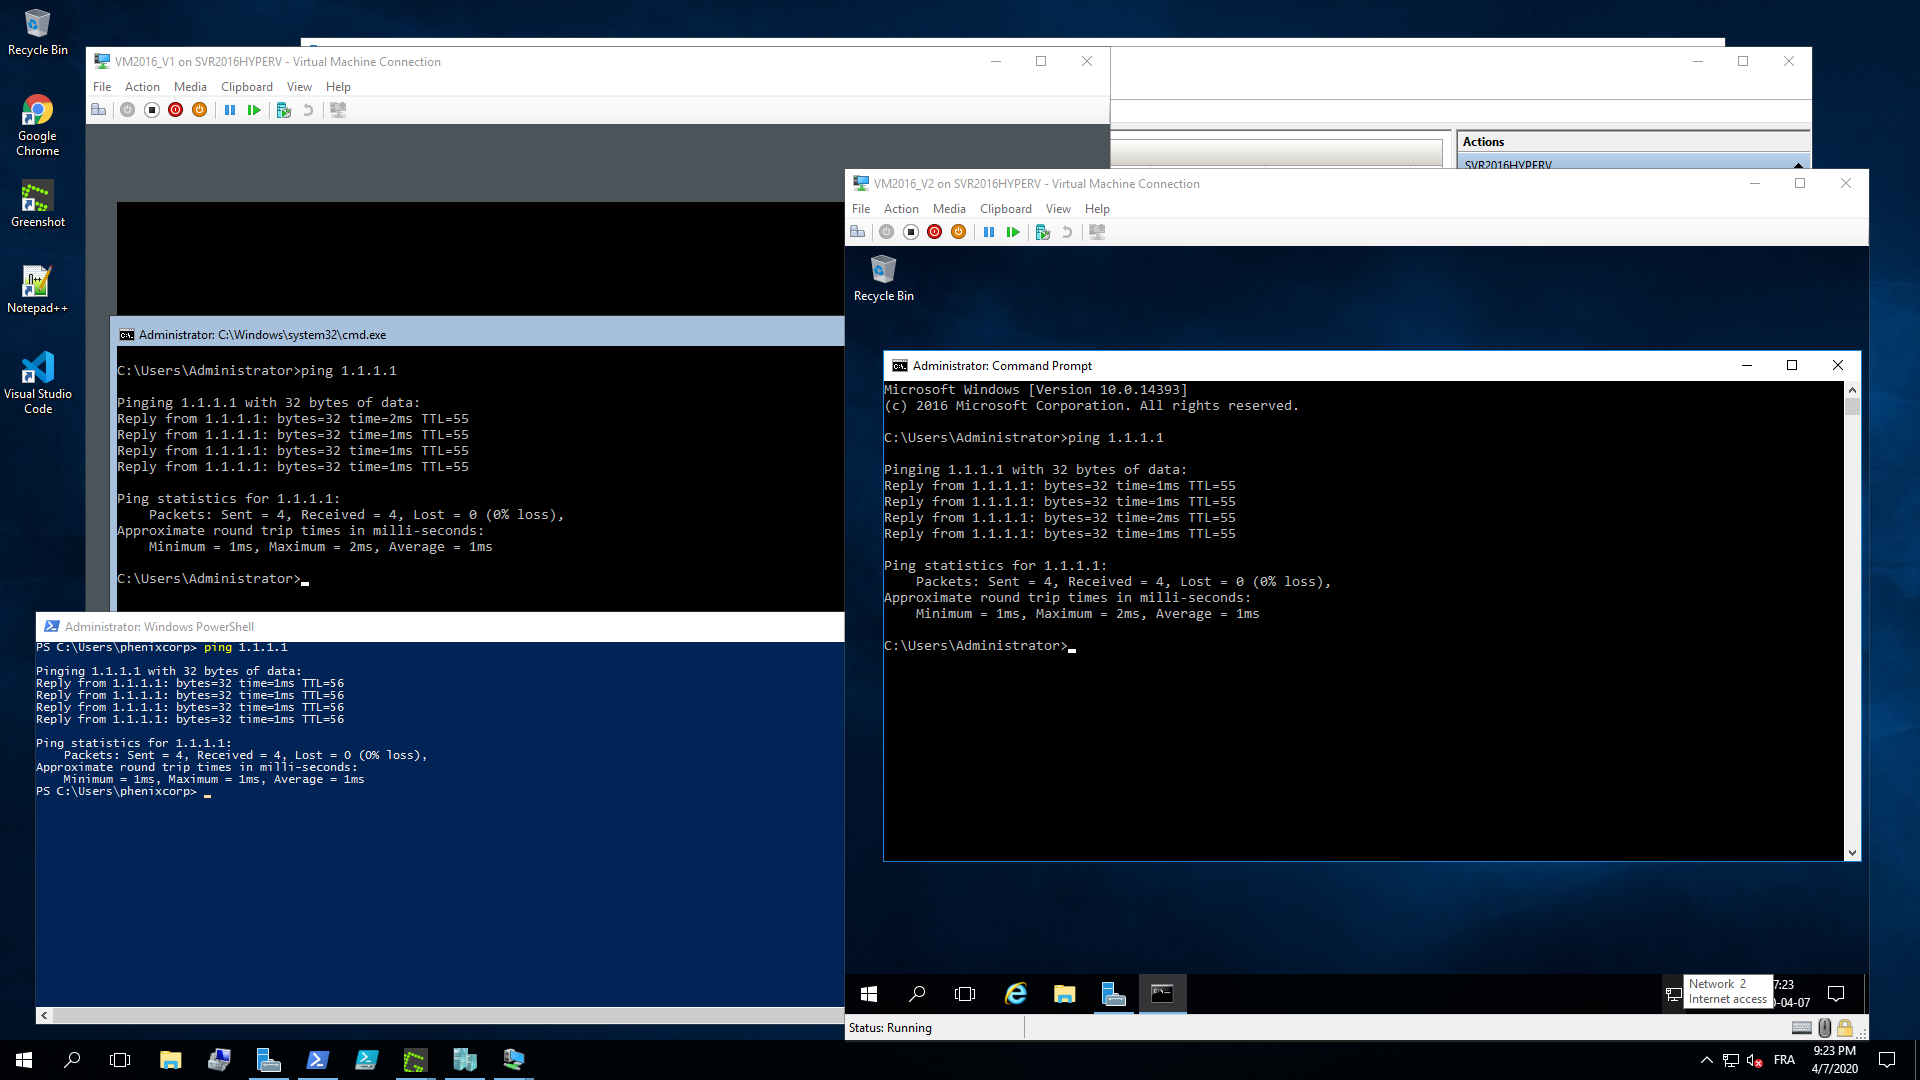 Recycle Bin
Google
Chrome
Greenshot
Notepad++
Visual Studio
Code
VM2016_V1 on SVR2016HYPERV - Virtual Machine Connection
File Action Media Clipboard View Help
Administrator: C:\Windows\system32\cmd.exe
C:\Users\Administrator>ping 1.1.1.1
Pinging 1.1.1.1 with 32 bytes of data:
Reply from 1.1.1.1: bytes=32 time=2ms TTL=55
Reply from 1.1.1.1: bytes=32 time=1ms TTL=55
Reply from 1.1.1.1: bytes=32 time=1ms TTL=55
Reply from 1.1.1.1: bytes=32 time=1ms TTL=55
Ping statistics for 1.1.1.1:
Packets: Sent = 4, Received = 4, Lost = 0 (0% loss),
Approximate round trip times in milli-seconds:
Minimum = 1ms, Maximum = 2ms, Average = 1ms
C:\Users\Administrator>
Administrator: Windows PowerShell
PS C:\Users\phenixcorp> ping 1.1.1.1
Pinging 1.1.1.1 with 32 bytes of data:
Reply from 1.1.1.1: bytes=32 time=1ms TTL=56
Reply from 1.1.1.1: bytes=32 time=1ms TTL=56
Reply from 1.1.1.1: bytes=32 time=1ms TTL=56
Reply from 1.1.1.1: bytes=32 time=1ms TTL=56
Ping statistics for 1.1.1.1:
Packets: Sent = 4, Received = 4, Lost = 0 (0% loss),
Approximate round trip times in milli-seconds:
Minimum = 1ms, Maximum = 1ms, Average = 1ms
PS C:\Users\phenixcorp>
Actions
SVR2016HYPERV
VM2016_V2 on SVR2016HYPERV - Virtual Machine Connection
File Action Media Clipboard View Help
Recycle Bin
Administrator: Command Prompt
Microsoft Windows [Version 10.0.14393]
(c) 2016 Microsoft Corporation. All rights reserved.
C:\Users\Administrator>ping 1.1.1.1
Pinging 1.1.1.1 with 32 bytes of data:
Reply from 1.1.1.1: bytes=32 time=1ms TTL=55
Reply from 1.1.1.1: bytes=32 time=1ms TTL=55
Reply from 1.1.1.1: bytes=32 time=2ms TTL=55
Reply from 1.1.1.1: bytes=32 time=1ms TTL=55
Ping statistics for 1.1.1.1:
Packets: Sent = 4, Received = 4, Lost = 0 (0% loss),
Approximate round trip times in milli-seconds:
Minimum = 1ms, Maximum = 2ms, Average = 1ms
C:\Users\Administrator>
Network 2
Internet access
7:23
-04-07
Status: Running
FRA
9:23 PM
4/7/2020